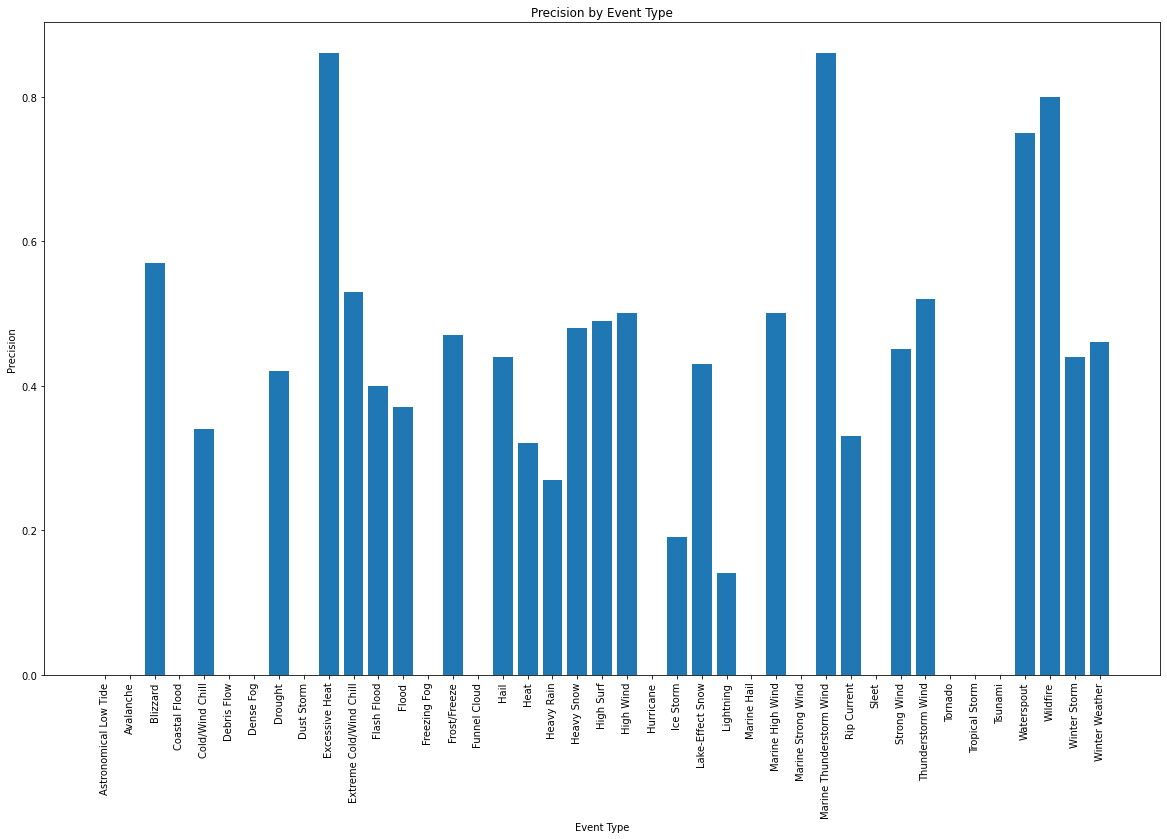 Precision by Event Type
Precision
0.8
0.6
0.4
0.2
0.0
Astronomical Low Tide
Avalanche
Blizzard
Coastal Flood
Cold/Wind Chill
Debris Flow
Dense Fog
Drought
Dust Storm
Excessive Heat
Extreme Cold/Wind Chill
Flash Flood
Flood
Freezing Fog
Frost/Freeze
Funnel Cloud
Hail
Heat
Heavy Rain
Heavy Snow
High Surf
High Wind
Hurricane
Ice Storm
Lake-Effect Snow
Lightning
Marine Hail
Marine High Wind
Marine Strong Wind
Marine Thunderstorm Wind
Rip Current
Sleet
Strong Wind
Thunderstorm Wind
Tornado
Tropical Storm
Tsunami
Waterspout
Wildfire
Winter Storm
Winter Weather
Event Type